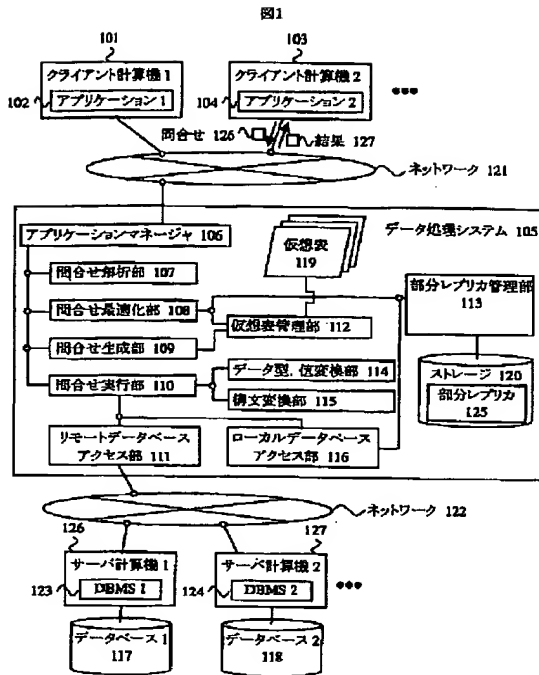 図1
101
103
クライアント計算機1
クライアント計算機2
102
アプリケーション1
104
アプリケーション2
•••
問合せ 126
結果 127
ネットワーク 121
アプリケーションマネージャ 106
データ処理システム 105
仮想表
119
問合せ解析部 107
問合せ最適化部 108
問合せ生成部 109
問合せ実行部 110
仮想表管理部 112
部分レプリカ管理部
113
データ型、値変換部 114
構文変換部 115
ストレージ 120
部分レプリカ
125
リモートデータベース
アクセス部 111
ローカルデータベース
アクセス部 116
ネットワーク 122
126
127
サーバ計算機1
サーバ計算機2
123
DBMS 1
124
DBMS 2
•••
データベース1
117
データベース2
118